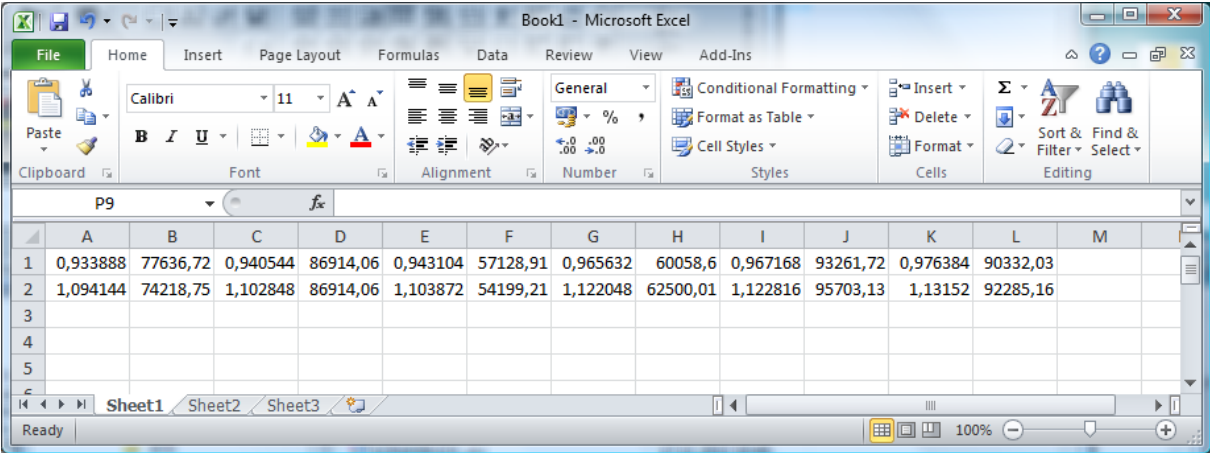 Book1 - Microsoft Excel
File Home Insert Page Layout Formulas Data Review View Add-Ins
Paste
Calibri 11 A A
B I U A
General
% ,
Conditional Formatting
Format as Table
Cell Styles
Insert
Delete
Format
Σ
Sort & Filter
Find & Select
Clipboard Font Alignment Number Styles Cells Editing
P9 fx
A B C D E F G H I J K L M
1 0,933888 77636,72 0,940544 86914,06 0,943104 57128,91 0,965632 60058,6 0,967168 93261,72 0,976384 90332,03
2 1,094144 74218,75 1,102848 86914,06 1,103872 54199,21 1,122048 62500,01 1,122816 95703,13 1,13152 92285,16
3
4
5
Sheet1 Sheet2 Sheet3
Ready 100%